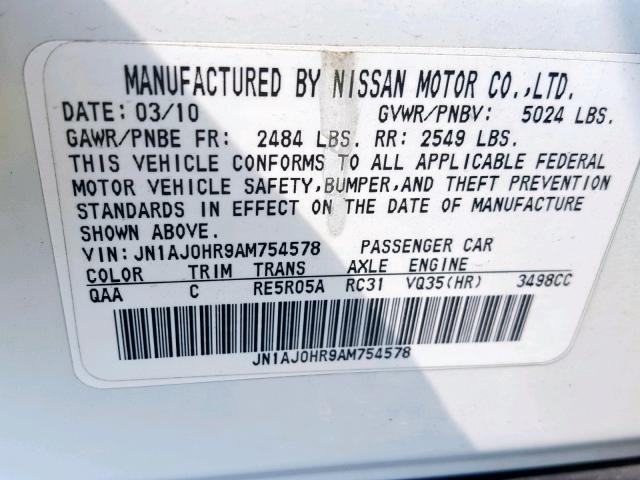 MANUFACTURED BY NISSAN MOTOR CO.,LTD.
DATE: 03/10 GVWR/PNBV: 5024 LBS.
GAWR/PNBE FR: 2484 LBS. RR: 2549 LBS.
THIS VEHICLE CONFORMS TO ALL APPLICABLE FEDERAL
MOTOR VEHICLE SAFETY,BUMPER,AND THEFT PREVENTION
STANDARDS IN EFFECT ON THE DATE OF MANUFACTURE
SHOWN ABOVE.
VIN: JN1AJ0HR9AM754578 PASSENGER CAR
COLOR TRIM TRANS AXLE ENGINE
QAA C RE5R05A RC31 VQ35(HR) 3498CC
JN1AJ0HR9AM754578